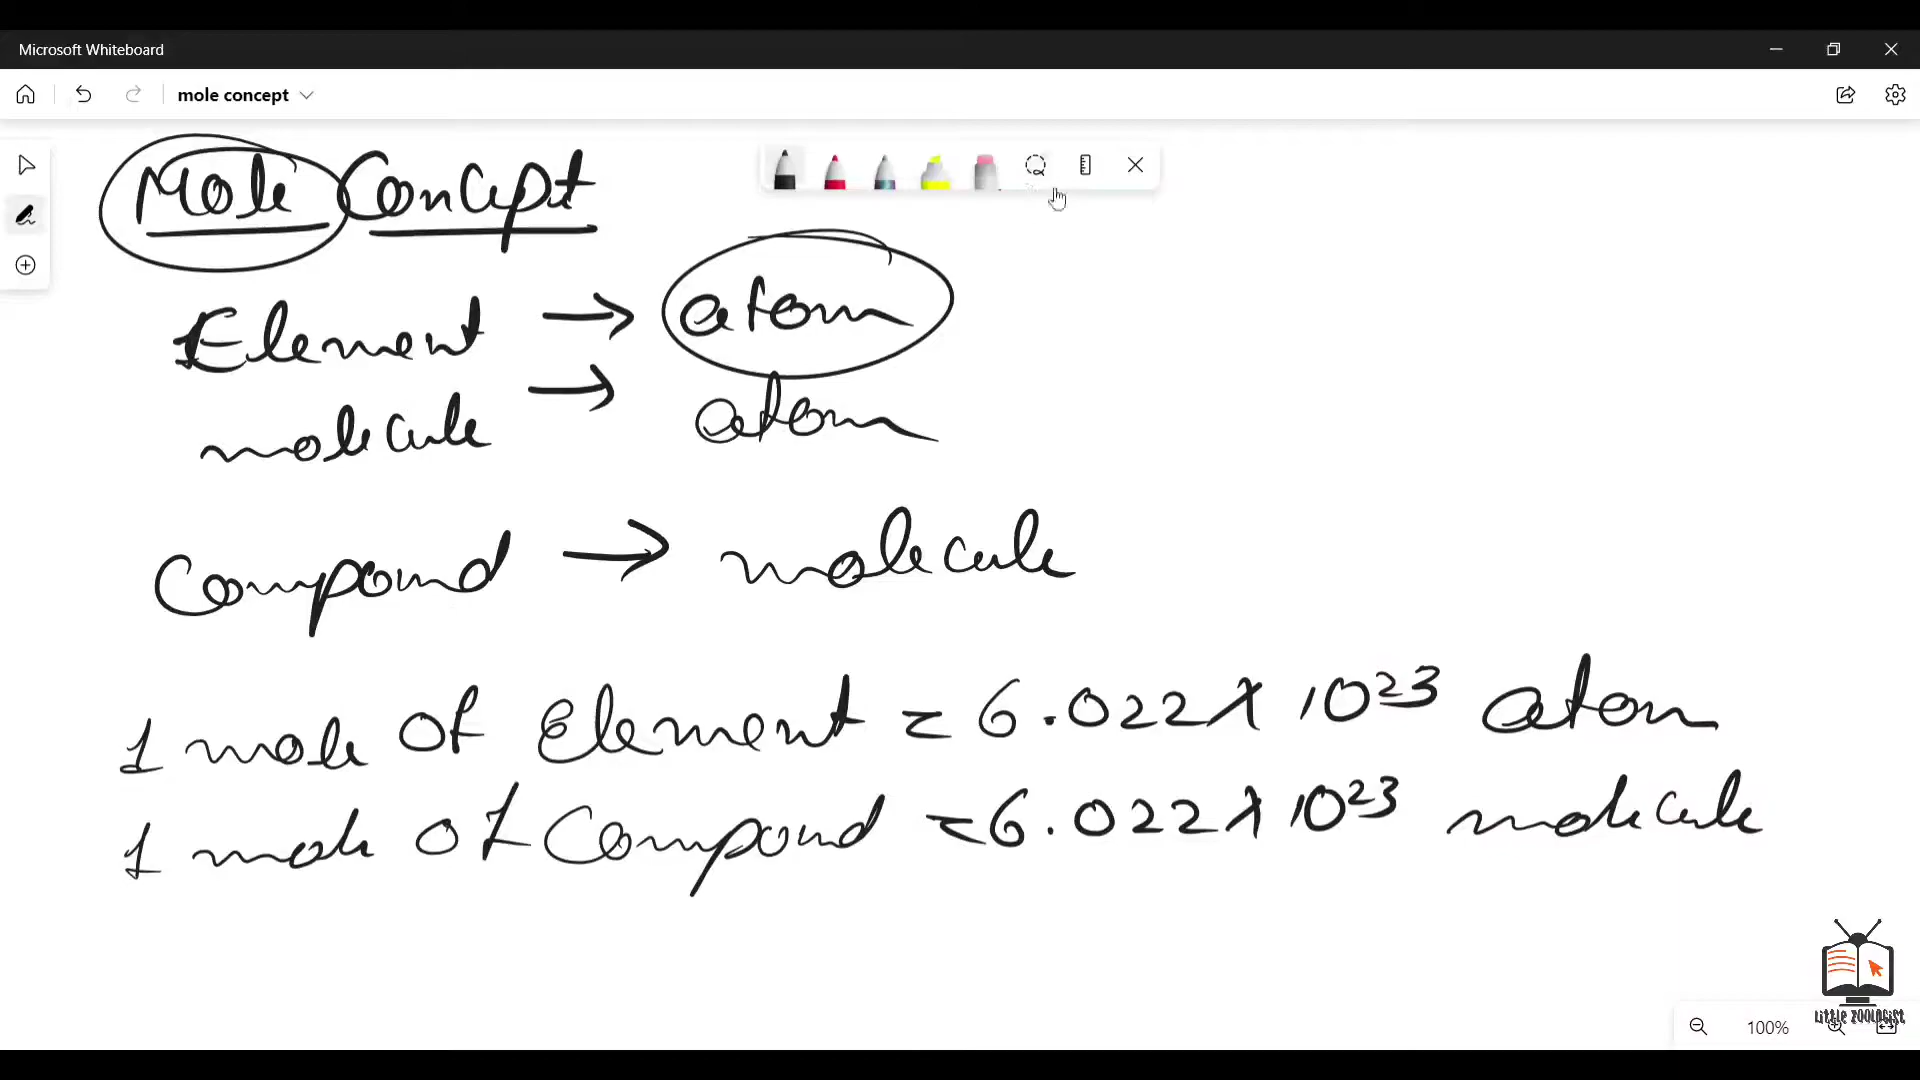 Microsoft Whiteboard
mole concept
Mole Concept
Element → atom
molecule → atom
Compound → molecule
1 mole of Element = 6.022 X 10²³ atom
1 mole of Compound = 6.022 X 10²³ molecule
LITTLE ZOOLOGIST
100%